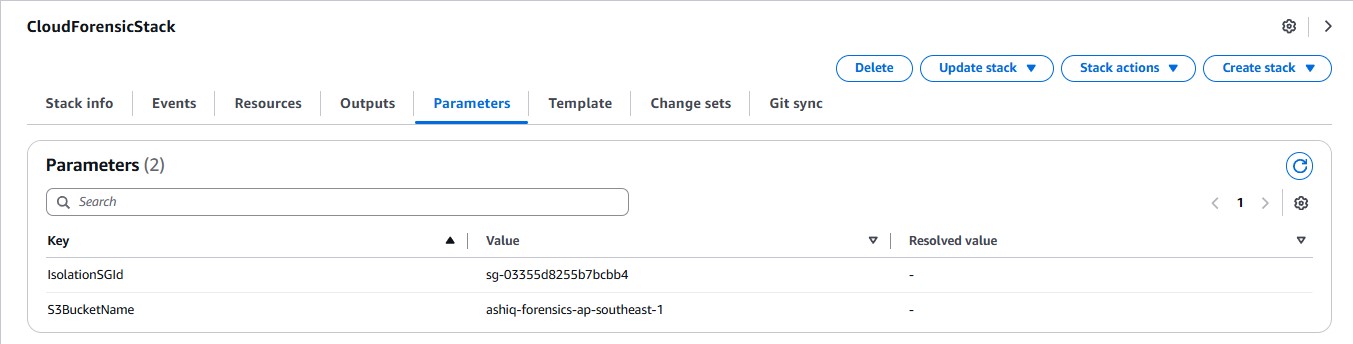 CloudForensicStack
Delete Update stack Stack actions Create stack
Stack info Events Resources Outputs Parameters Template Change sets Git sync
Parameters (2)
Search
1
Key Value Resolved value
IsolationSGId sg-03355d8255b7bcbb4 -
S3BucketName ashiq-forensics-ap-southeast-1 -